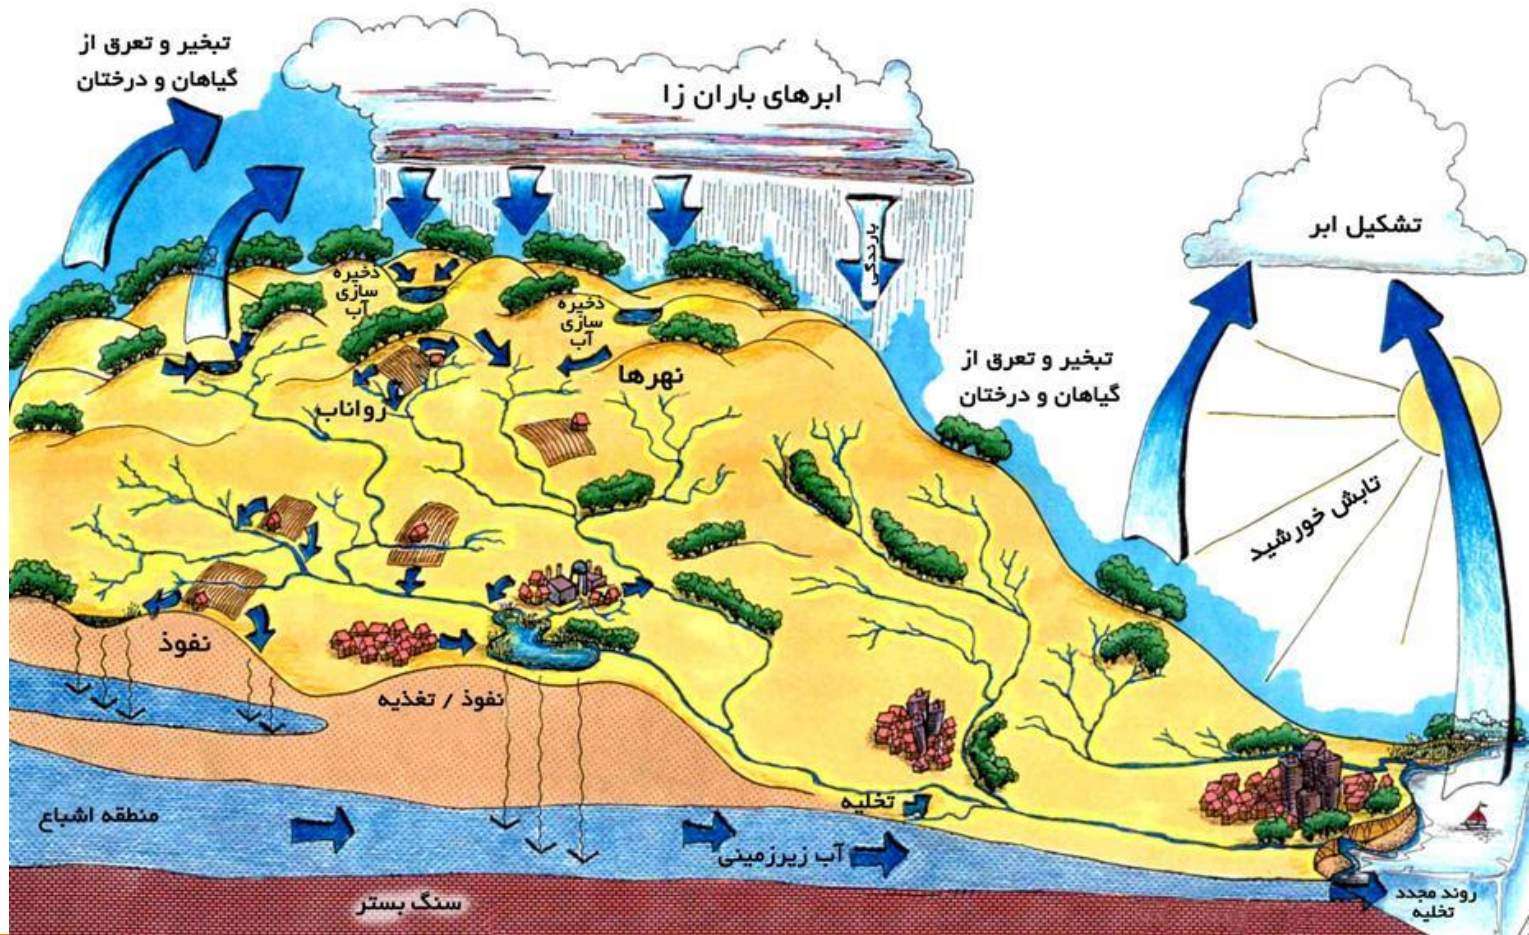 تبخیر و تعرق از
گیاهان و درختان
ابرهای باران زا
بارندگی
تشکیل ابر
ذخیره
سازی
آب
ذخیره
سازی
آب
تبخیر و تعرق از
گیاهان و درختان
نهرها
رواناب
تابش خورشید
نفوذ
نفوذ / تغذیه
تخلیه
منطقه اشباع
آب زیرزمینی
سنگ بستر
روند مجدد
تخلیه